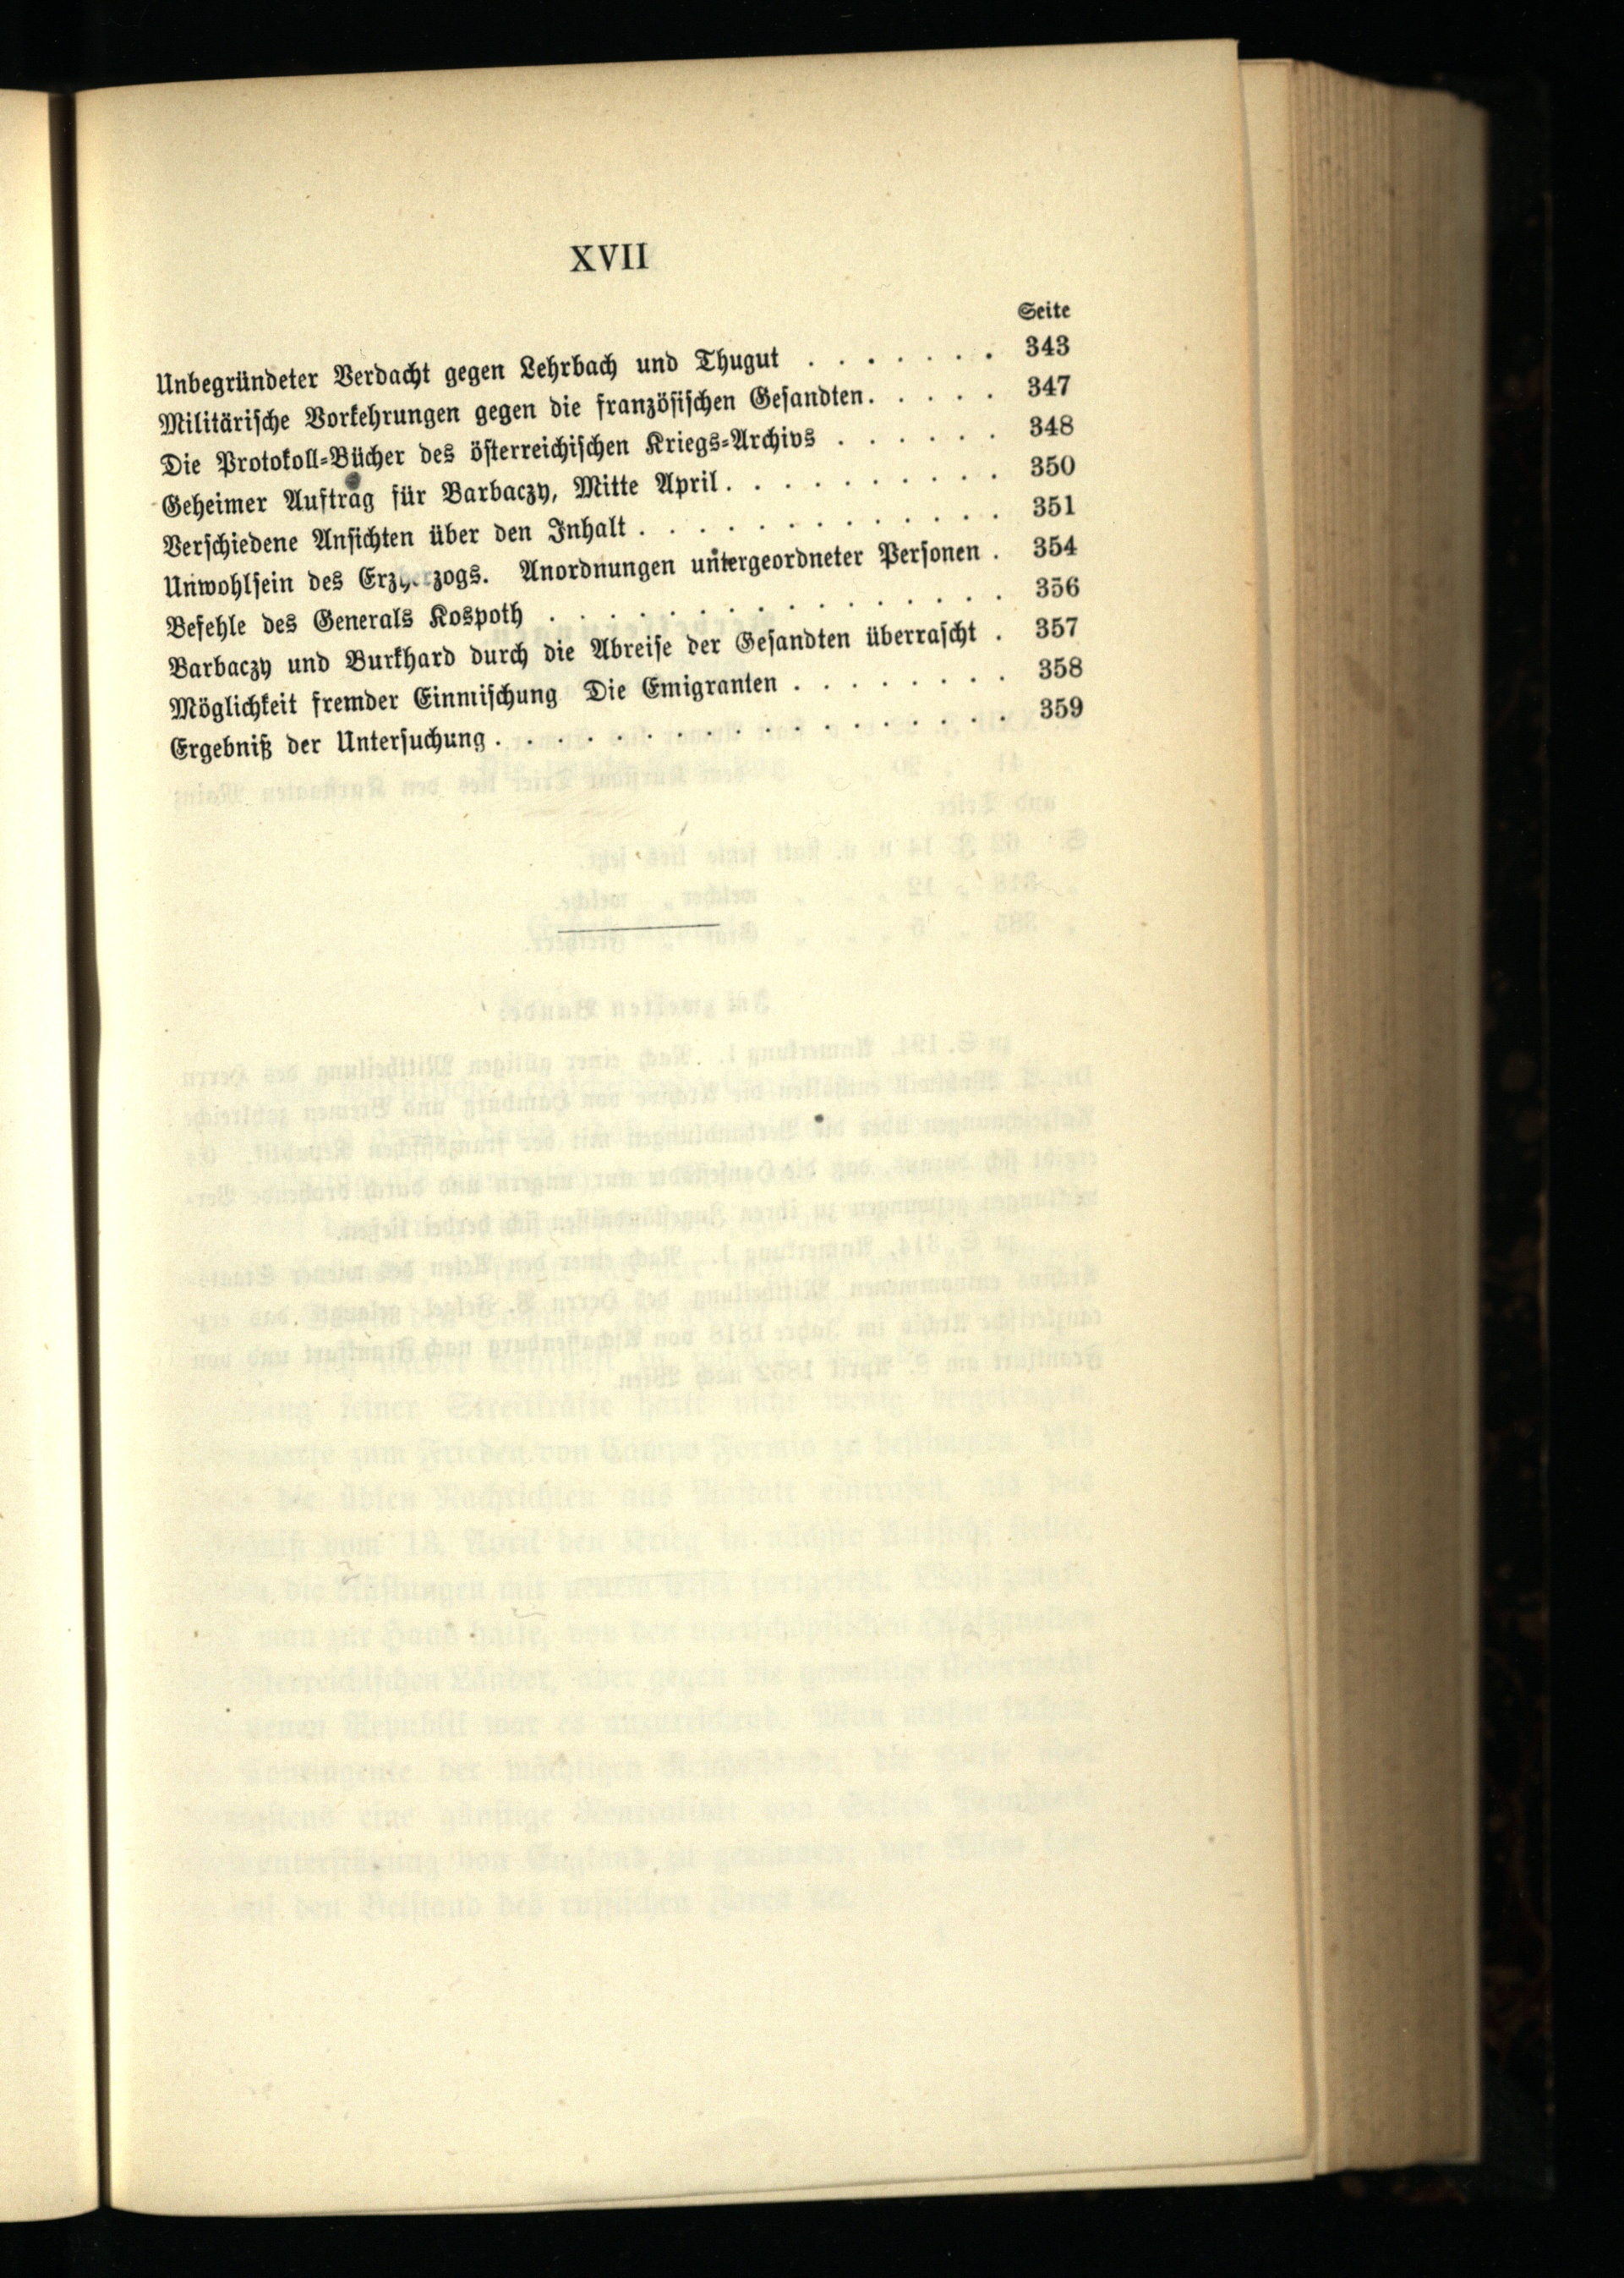 XVII
Seite
Unbegründeter Verdacht gegen Lehrbach und Thugut . . . . . . . 343
Militärische Vorkehrungen gegen die französischen Gesandten. . . . . 347
Die Protokoll-Bücher des österreichischen Kriegs-Archivs . . . . . . 348
Geheimer Auftrag für Barbaczy, Mitte April. . . . . . . . . . 350
Verschiedene Ansichten über den Inhalt . . . . . . . . . . . . . 351
Unwohlsein des Erzherzogs. Anordnungen untergeordneter Personen . 354
Befehle des Generals Kospoth . . . . . . . . . . . . . . . . 356
Barbaczy und Burkhard durch die Abreise der Gesandten überrascht . 357
Möglichkeit fremder Einmischung Die Emigranten . . . . . . . . 358
Ergebniß der Untersuchung . . . . . . . . . . . . . . . . . . 359